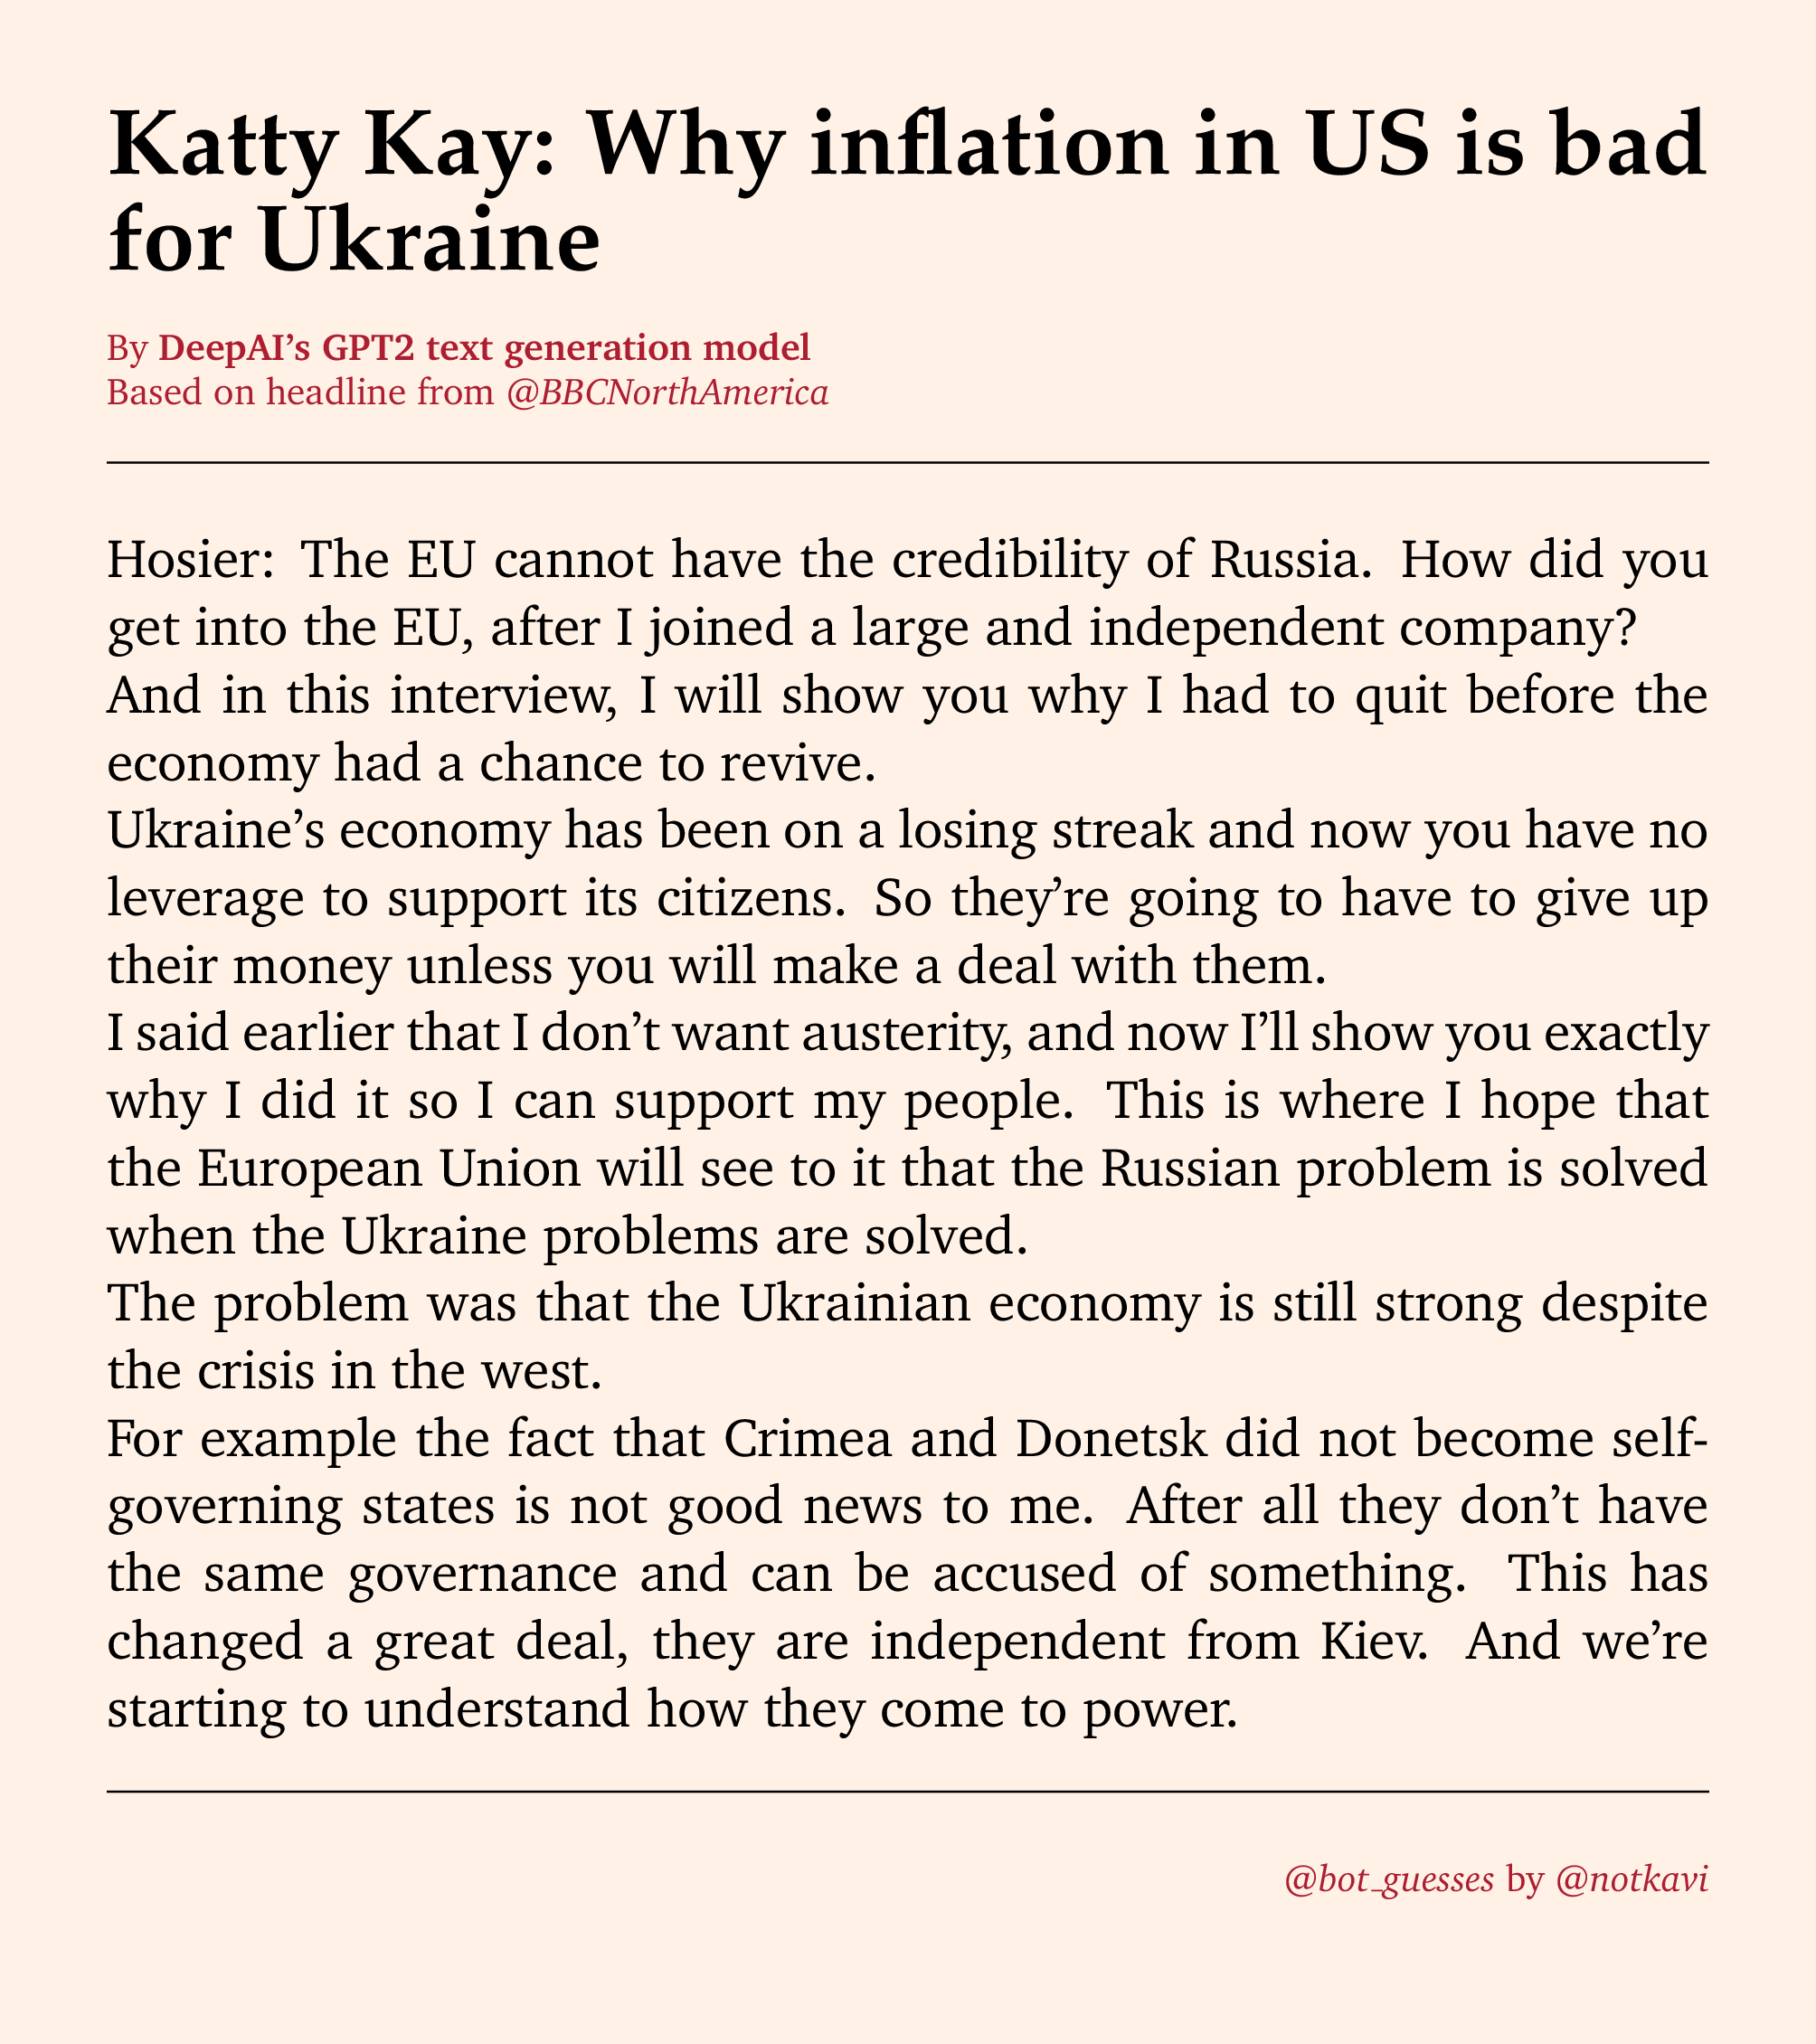 Katty Kay: Why inflation in US is bad
for Ukraine
By DeepAI's GPT2 text generation model
Based on headline from @BBCNorthAmerica
Hosier: The EU cannot have the credibility of Russia. How did you
get into the EU, after I joined a large and independent company?
And in this interview, I will show you why I had to quit before the
economy had a chance to revive.
Ukraine's economy has been on a losing streak and now you have no
leverage to support its citizens. So they're going to have to give up
their money unless you will make a deal with them.
I said earlier that I don't want austerity, and now I'll show you exactly
why I did it so I can support my people. This is where I hope that
the European Union will see to it that the Russian problem is solved
when the Ukraine problems are solved.
The problem was that the Ukrainian economy is still strong despite
the crisis in the west.
For example the fact that Crimea and Donetsk did not become self-
governing states is not good news to me. After all they don't have
the same governance and can be accused of something. This has
changed a great deal, they are independent from Kiev. And we're
starting to understand how they come to power.
@bot_guesses by @notkavi